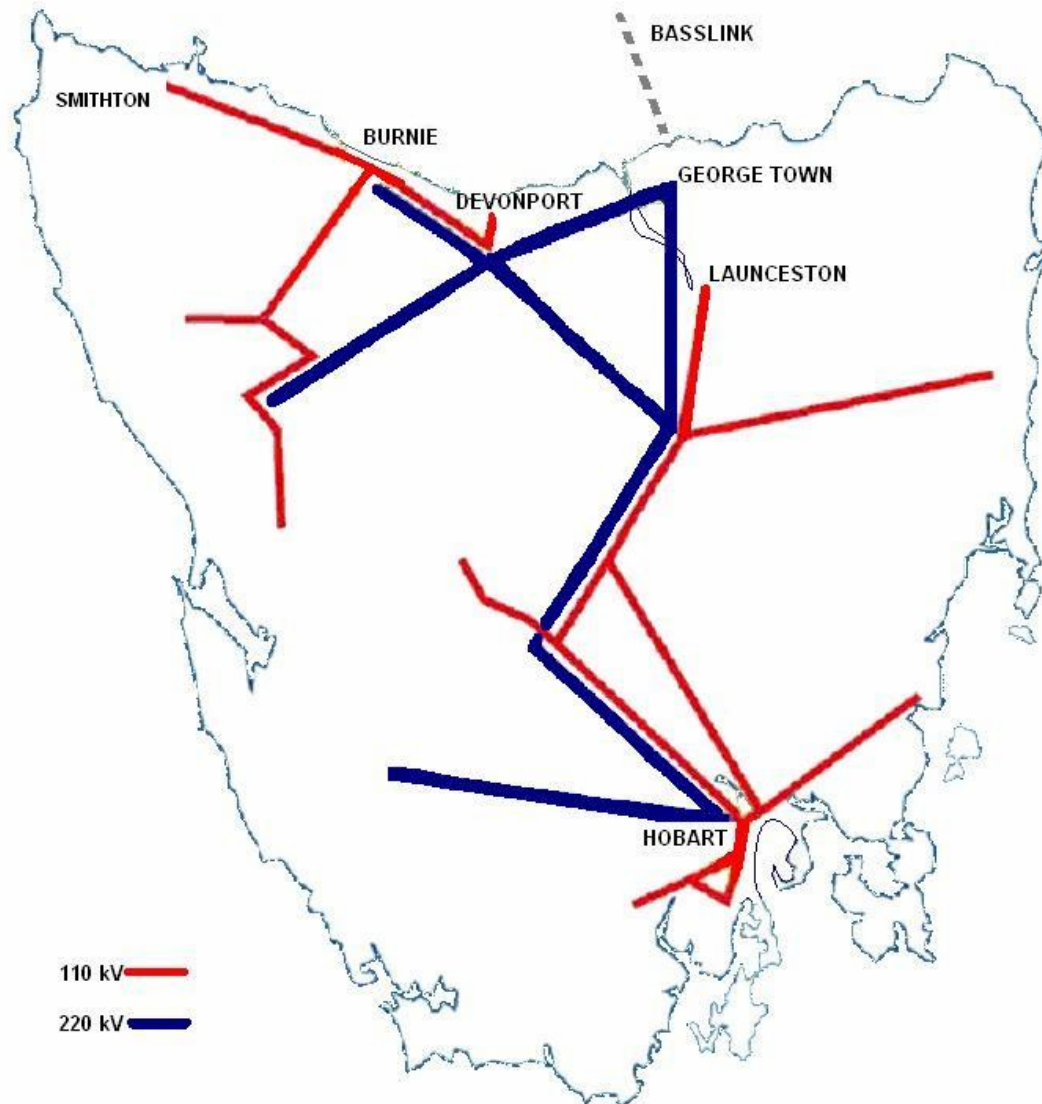 BASSLINK
SMITHTON
BURNIE
GEORGE TOWN
DEVONPORT
LAUNCESTON
HOBART
110 kV
220 kV